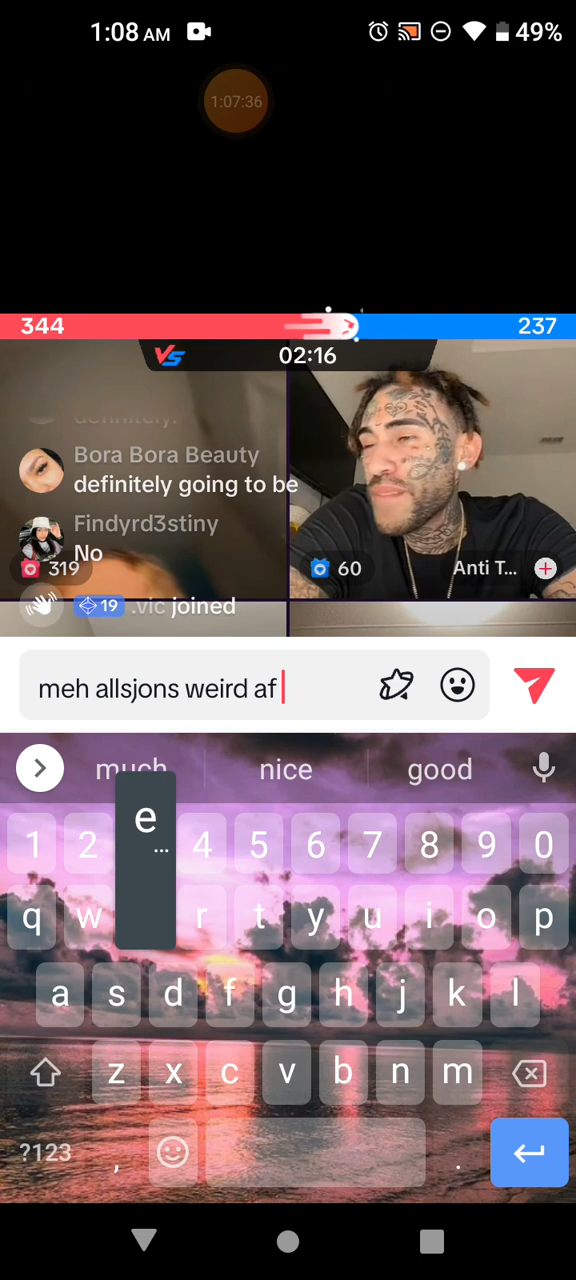 1:08 AM
49%
1:07:36
344
237
VS
02:16
definitely.
Bora Bora Beauty
definitely going to be
Findyrd3stiny
No
319
60
Anti T...
19 .vic joined
meh allsjons weird af
much nice good
e
...
1 2 4 5 6 7 8 9 0
q w r t y u i o p
a s d f g h j k l
z x c v b n m
?123 , .